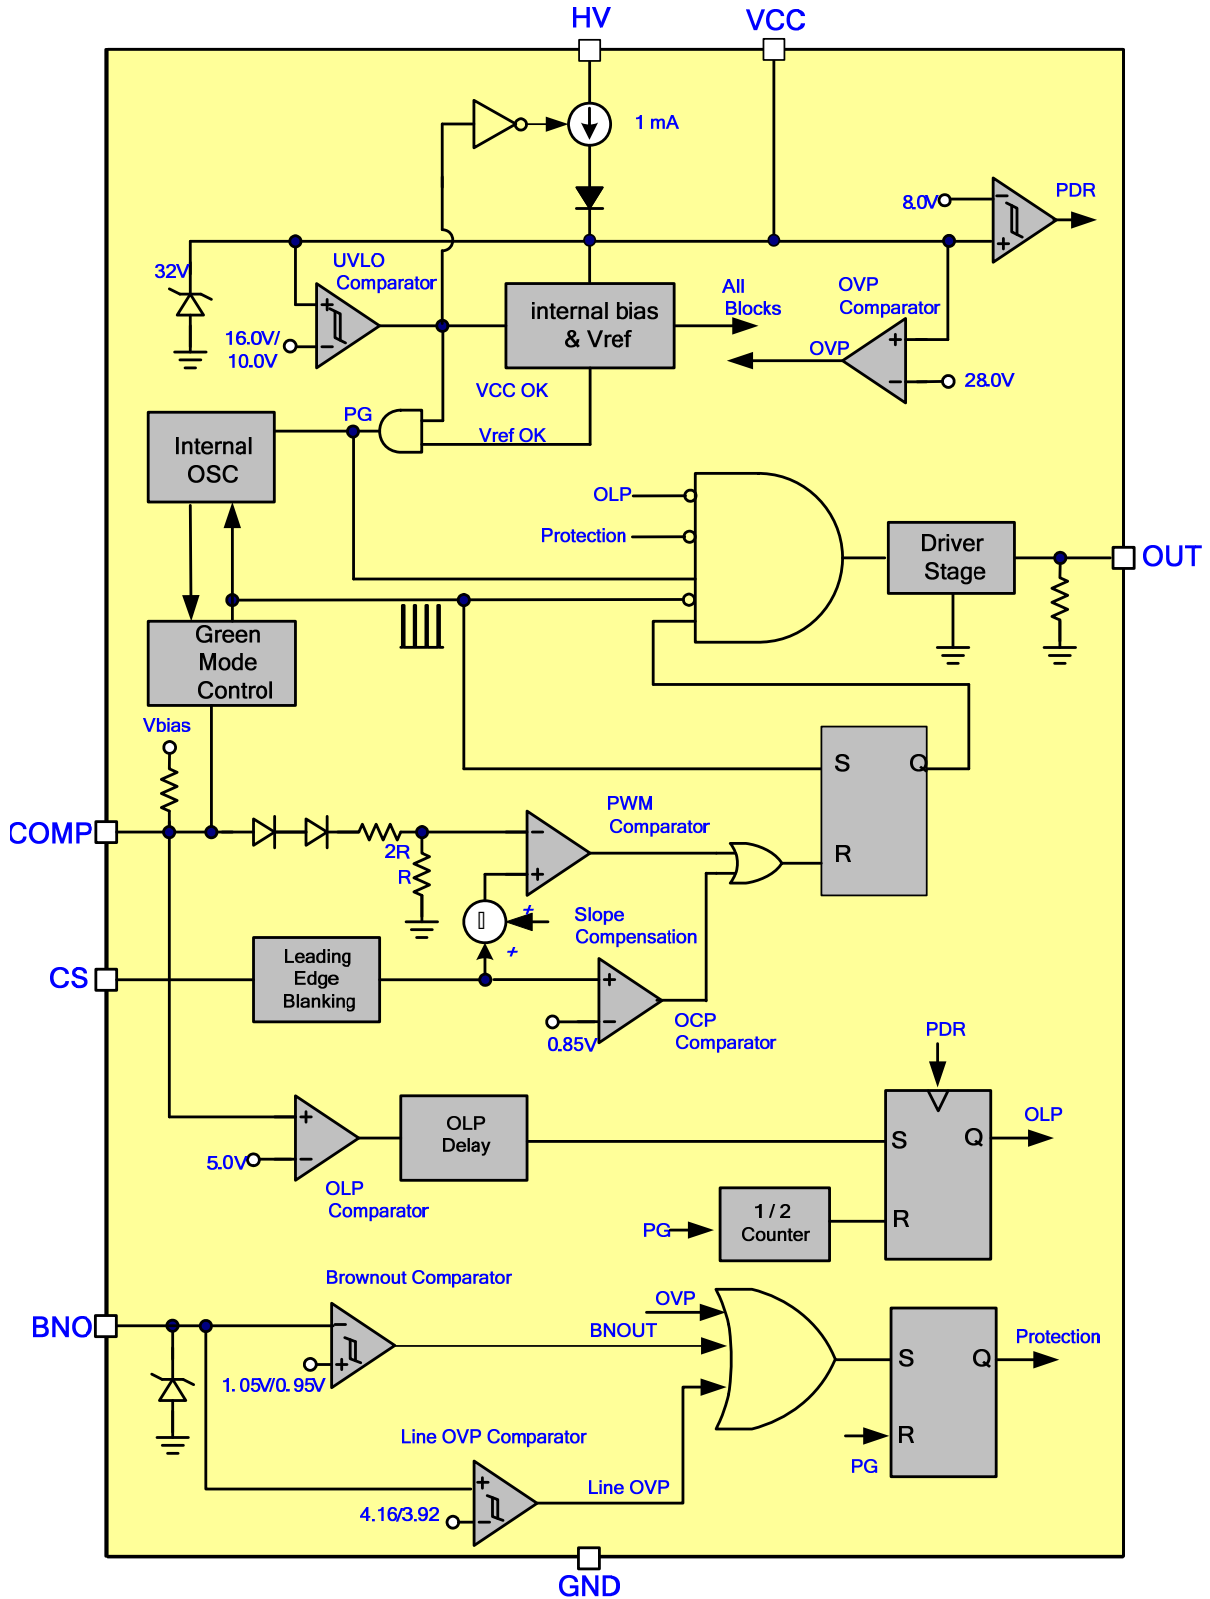 HV
VCC
1 mA
8.0V
PDR
−
+
32V
UVLO
Comparator
+
−
16.0V/
10.0V
internal bias
& Vref
All
Blocks
OVP
Comparator
OVP
+
−
28.0V
VCC OK
PG
Vref OK
Internal
OSC
OLP
Protection
Driver
Stage
OUT
Green
Mode
Control
Vbias
S
Q
R
COMP
2R
R
PWM
Comparator
−
+
+
+
Slope
Compensation
CS
Leading
Edge
Blanking
+
−
0.85V
OCP
Comparator
PDR
+
−
5.0V
OLP
Delay
OLP
Comparator
S
Q
R
OLP
PG
1 / 2
Counter
Brownout Comparator
BNO
−
+
1. 05V/0. 95V
OVP
BNOUT
S
Q
R
Protection
PG
Line OVP Comparator
+
−
4.16/3.92
Line OVP
GND